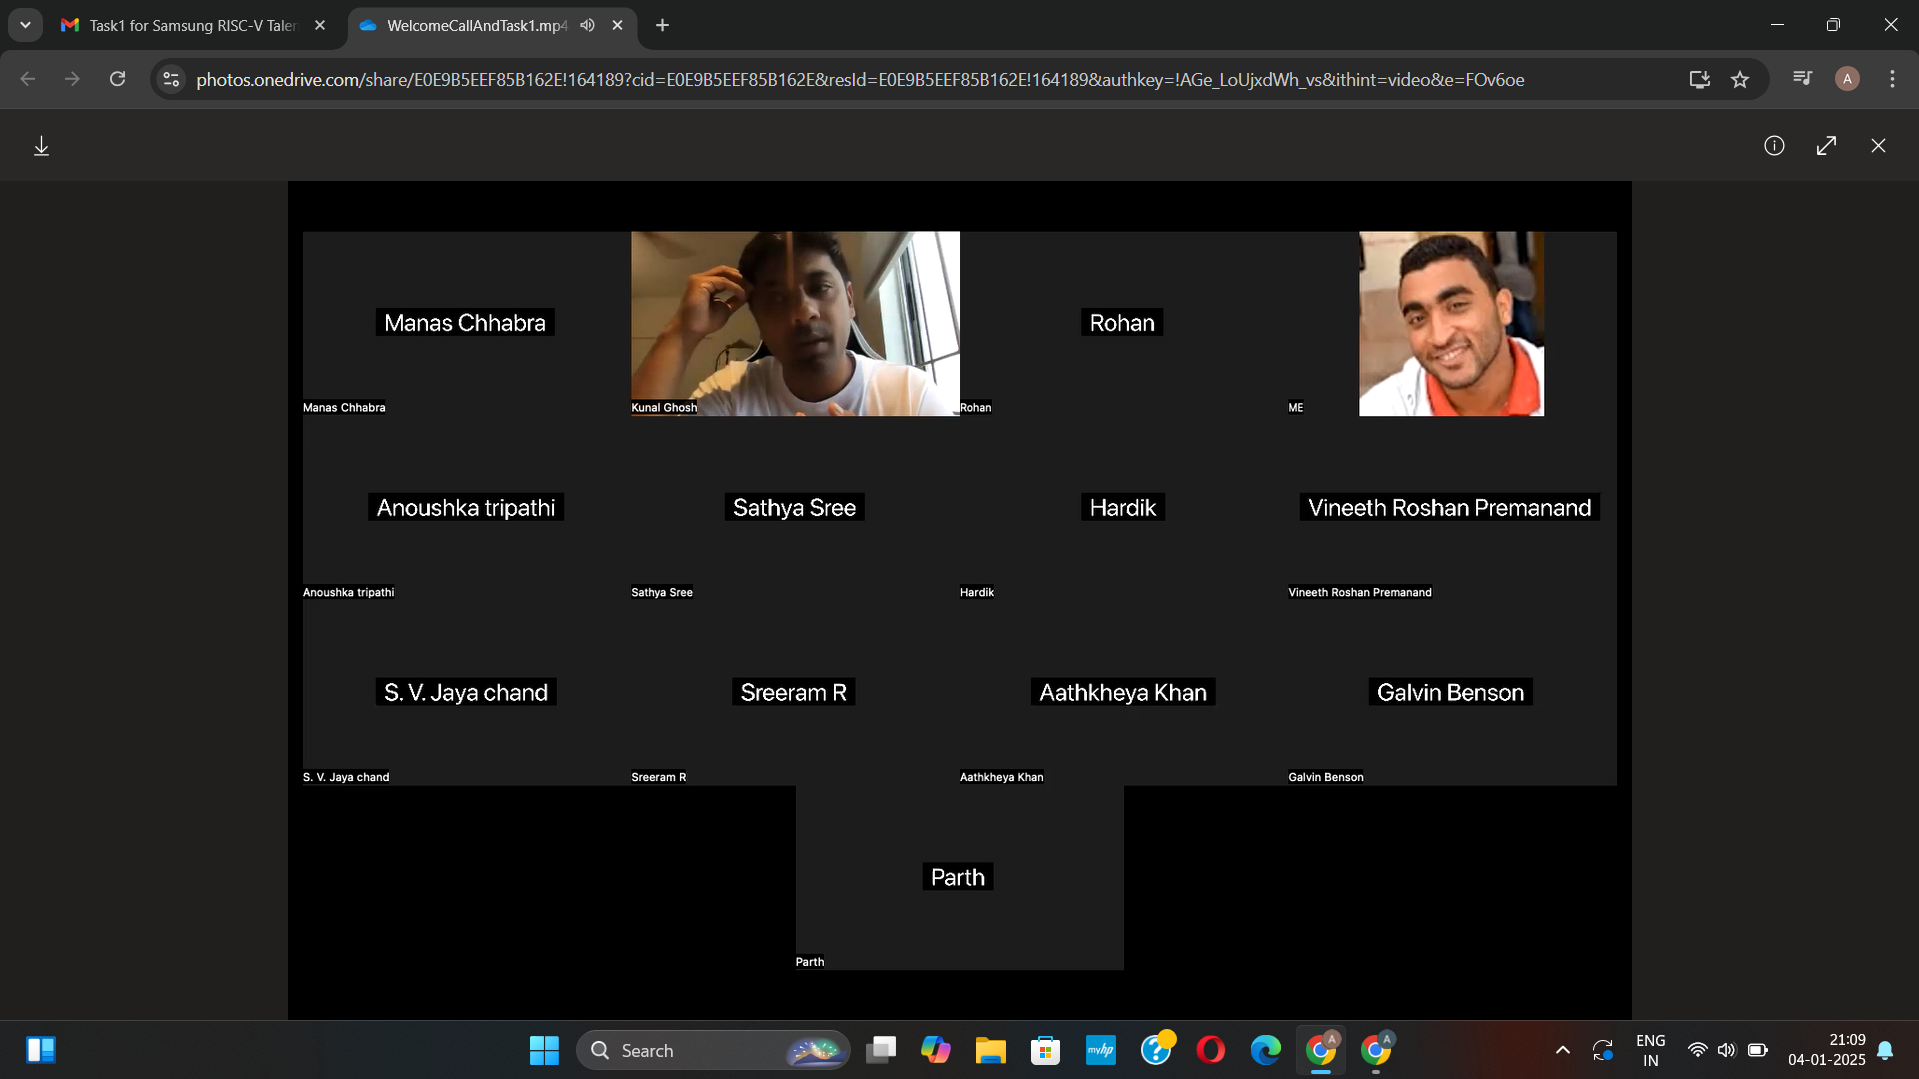 Task1 for Samsung RISC-V Talen
WelcomeCallAndTask1.mp4
photos.onedrive.com/share/E0E9B5EEF85B162E!164189?cid=E0E9B5EEF85B162E&resId=E0E9B5EEF85B162E!164189&authkey=!AGe_LoUjxdWh_vs&ithint=video&e=FOv6oe
A
Manas Chhabra
Rohan
Manas Chhabra
Kunal Ghosh
Rohan
ME
Anoushka tripathi
Sathya Sree
Hardik
Vineeth Roshan Premanand
Anoushka tripathi
Sathya Sree
Hardik
Vineeth Roshan Premanand
S. V. Jaya chand
Sreeram R
Aathkheya Khan
Galvin Benson
S. V. Jaya chand
Sreeram R
Aathkheya Khan
Galvin Benson
Parth
Parth
Search
myhp
A
A
ENG
IN
21:09
04-01-2025